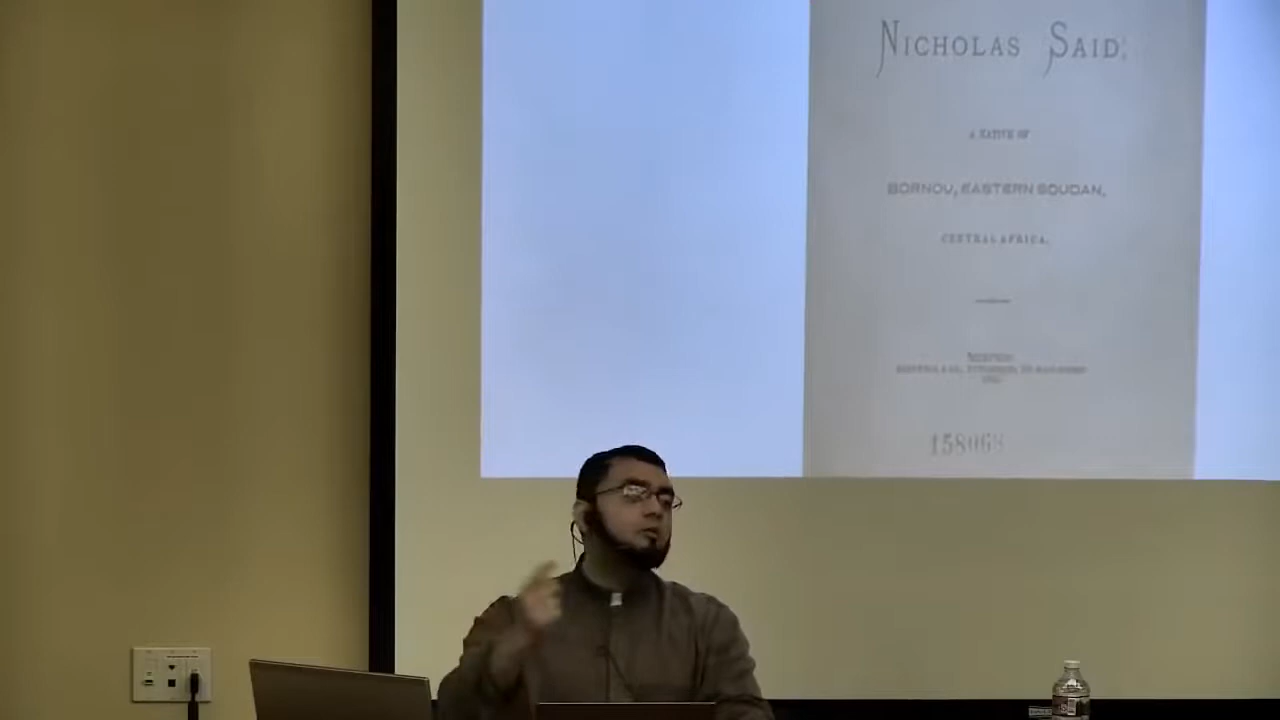 NICHOLAS SAID;
A NATIVE OF
BORNOU, EASTERN SOUDAN,
CENTRAL AFRICA.
158068